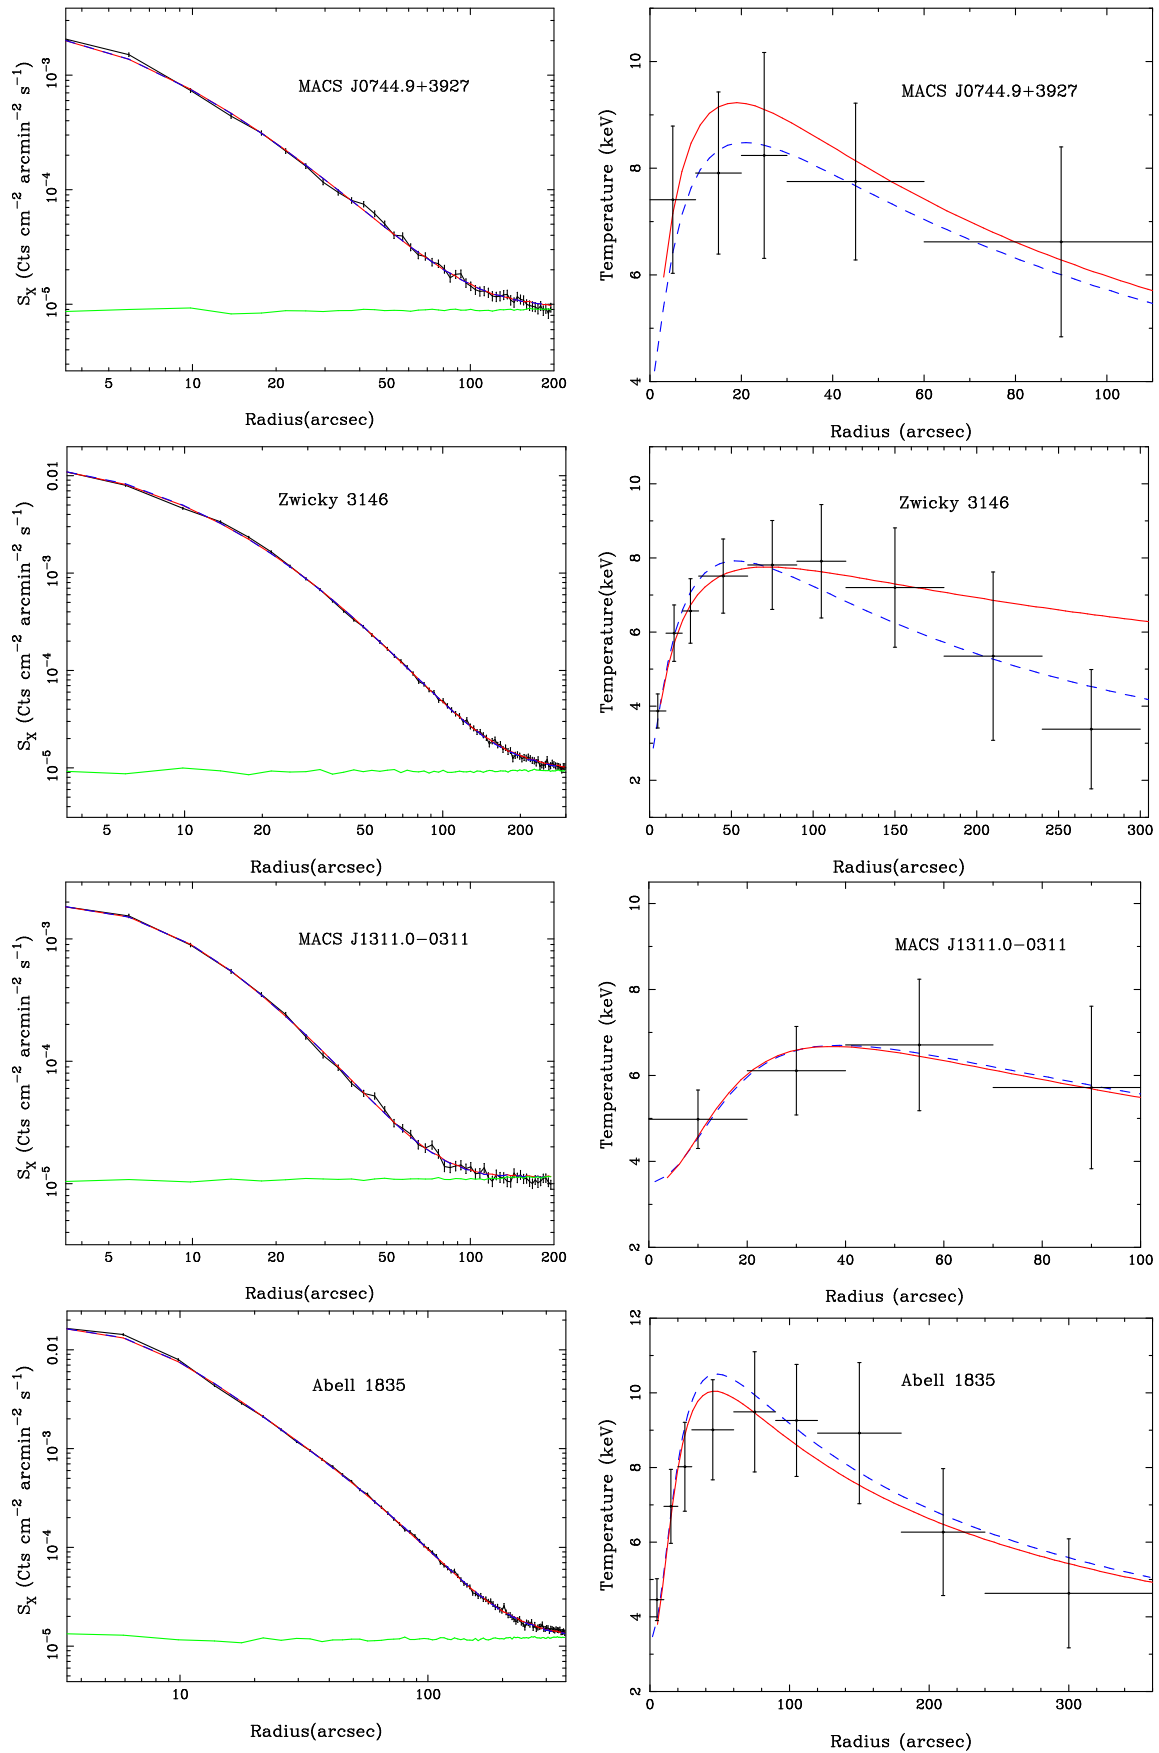 S_X (Cts cm^-2 arcmin^-2 s^-1)
10^-3
10^-4
10^-5
MACS J0744.9+3927
5 10 20 50 100 200
Radius(arcsec)
Temperature (keV)
10
8
6
4
MACS J0744.9+3927
0 20 40 60 80 100
Radius (arcsec)
S_X (Cts cm^-2 arcmin^-2 s^-1)
0.01
10^-3
10^-4
10^-5
Zwicky 3146
5 10 20 50 100 200
Radius(arcsec)
Temperature(keV)
10
8
6
4
2
Zwicky 3146
0 50 100 150 200 250 300
Radius(arcsec)
S_X (Cts cm^-2 arcmin^-2 s^-1)
10^-3
10^-4
10^-5
MACS J1311.0-0311
5 10 20 50 100 200
Radius(arcsec)
Temperature (keV)
10
8
6
4
2
MACS J1311.0-0311
0 20 40 60 80 100
Radius (arcsec)
S_X (Cts cm^-2 arcmin^-2 s^-1)
0.01
10^-3
10^-4
10^-5
Abell 1835
10 100
Radius(arcsec)
Temperature (keV)
12
10
8
6
4
2
Abell 1835
0 100 200 300
Radius (arcsec)